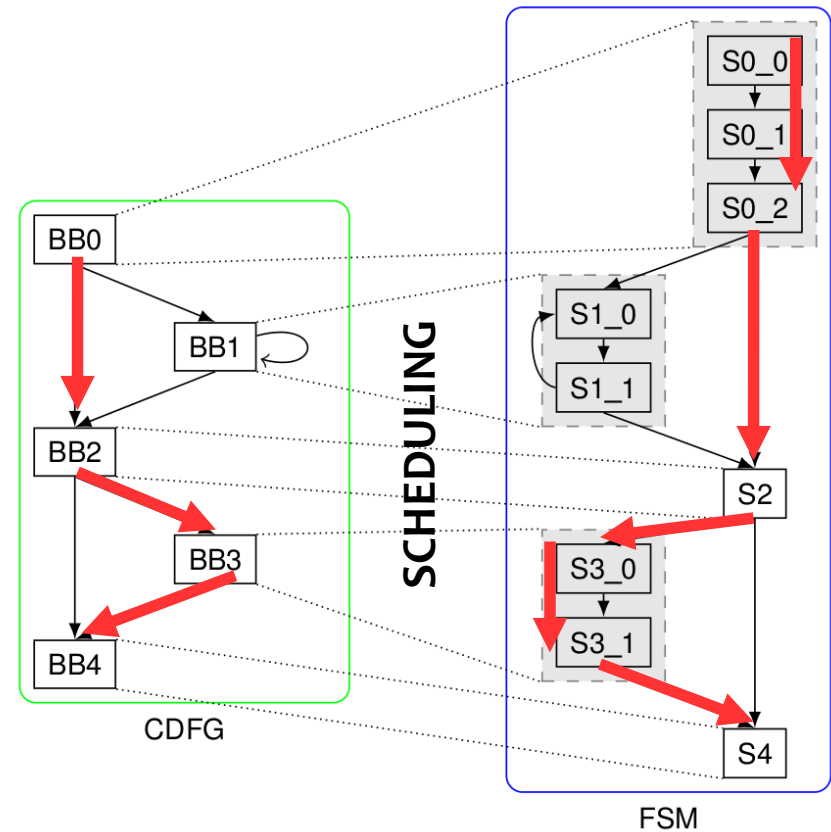 BB0
BB1
BB2
BB3
BB4
CDFG
SCHEDULING
S0_0
S0_1
S0_2
S1_0
S1_1
S2
S3_0
S3_1
S4
FSM